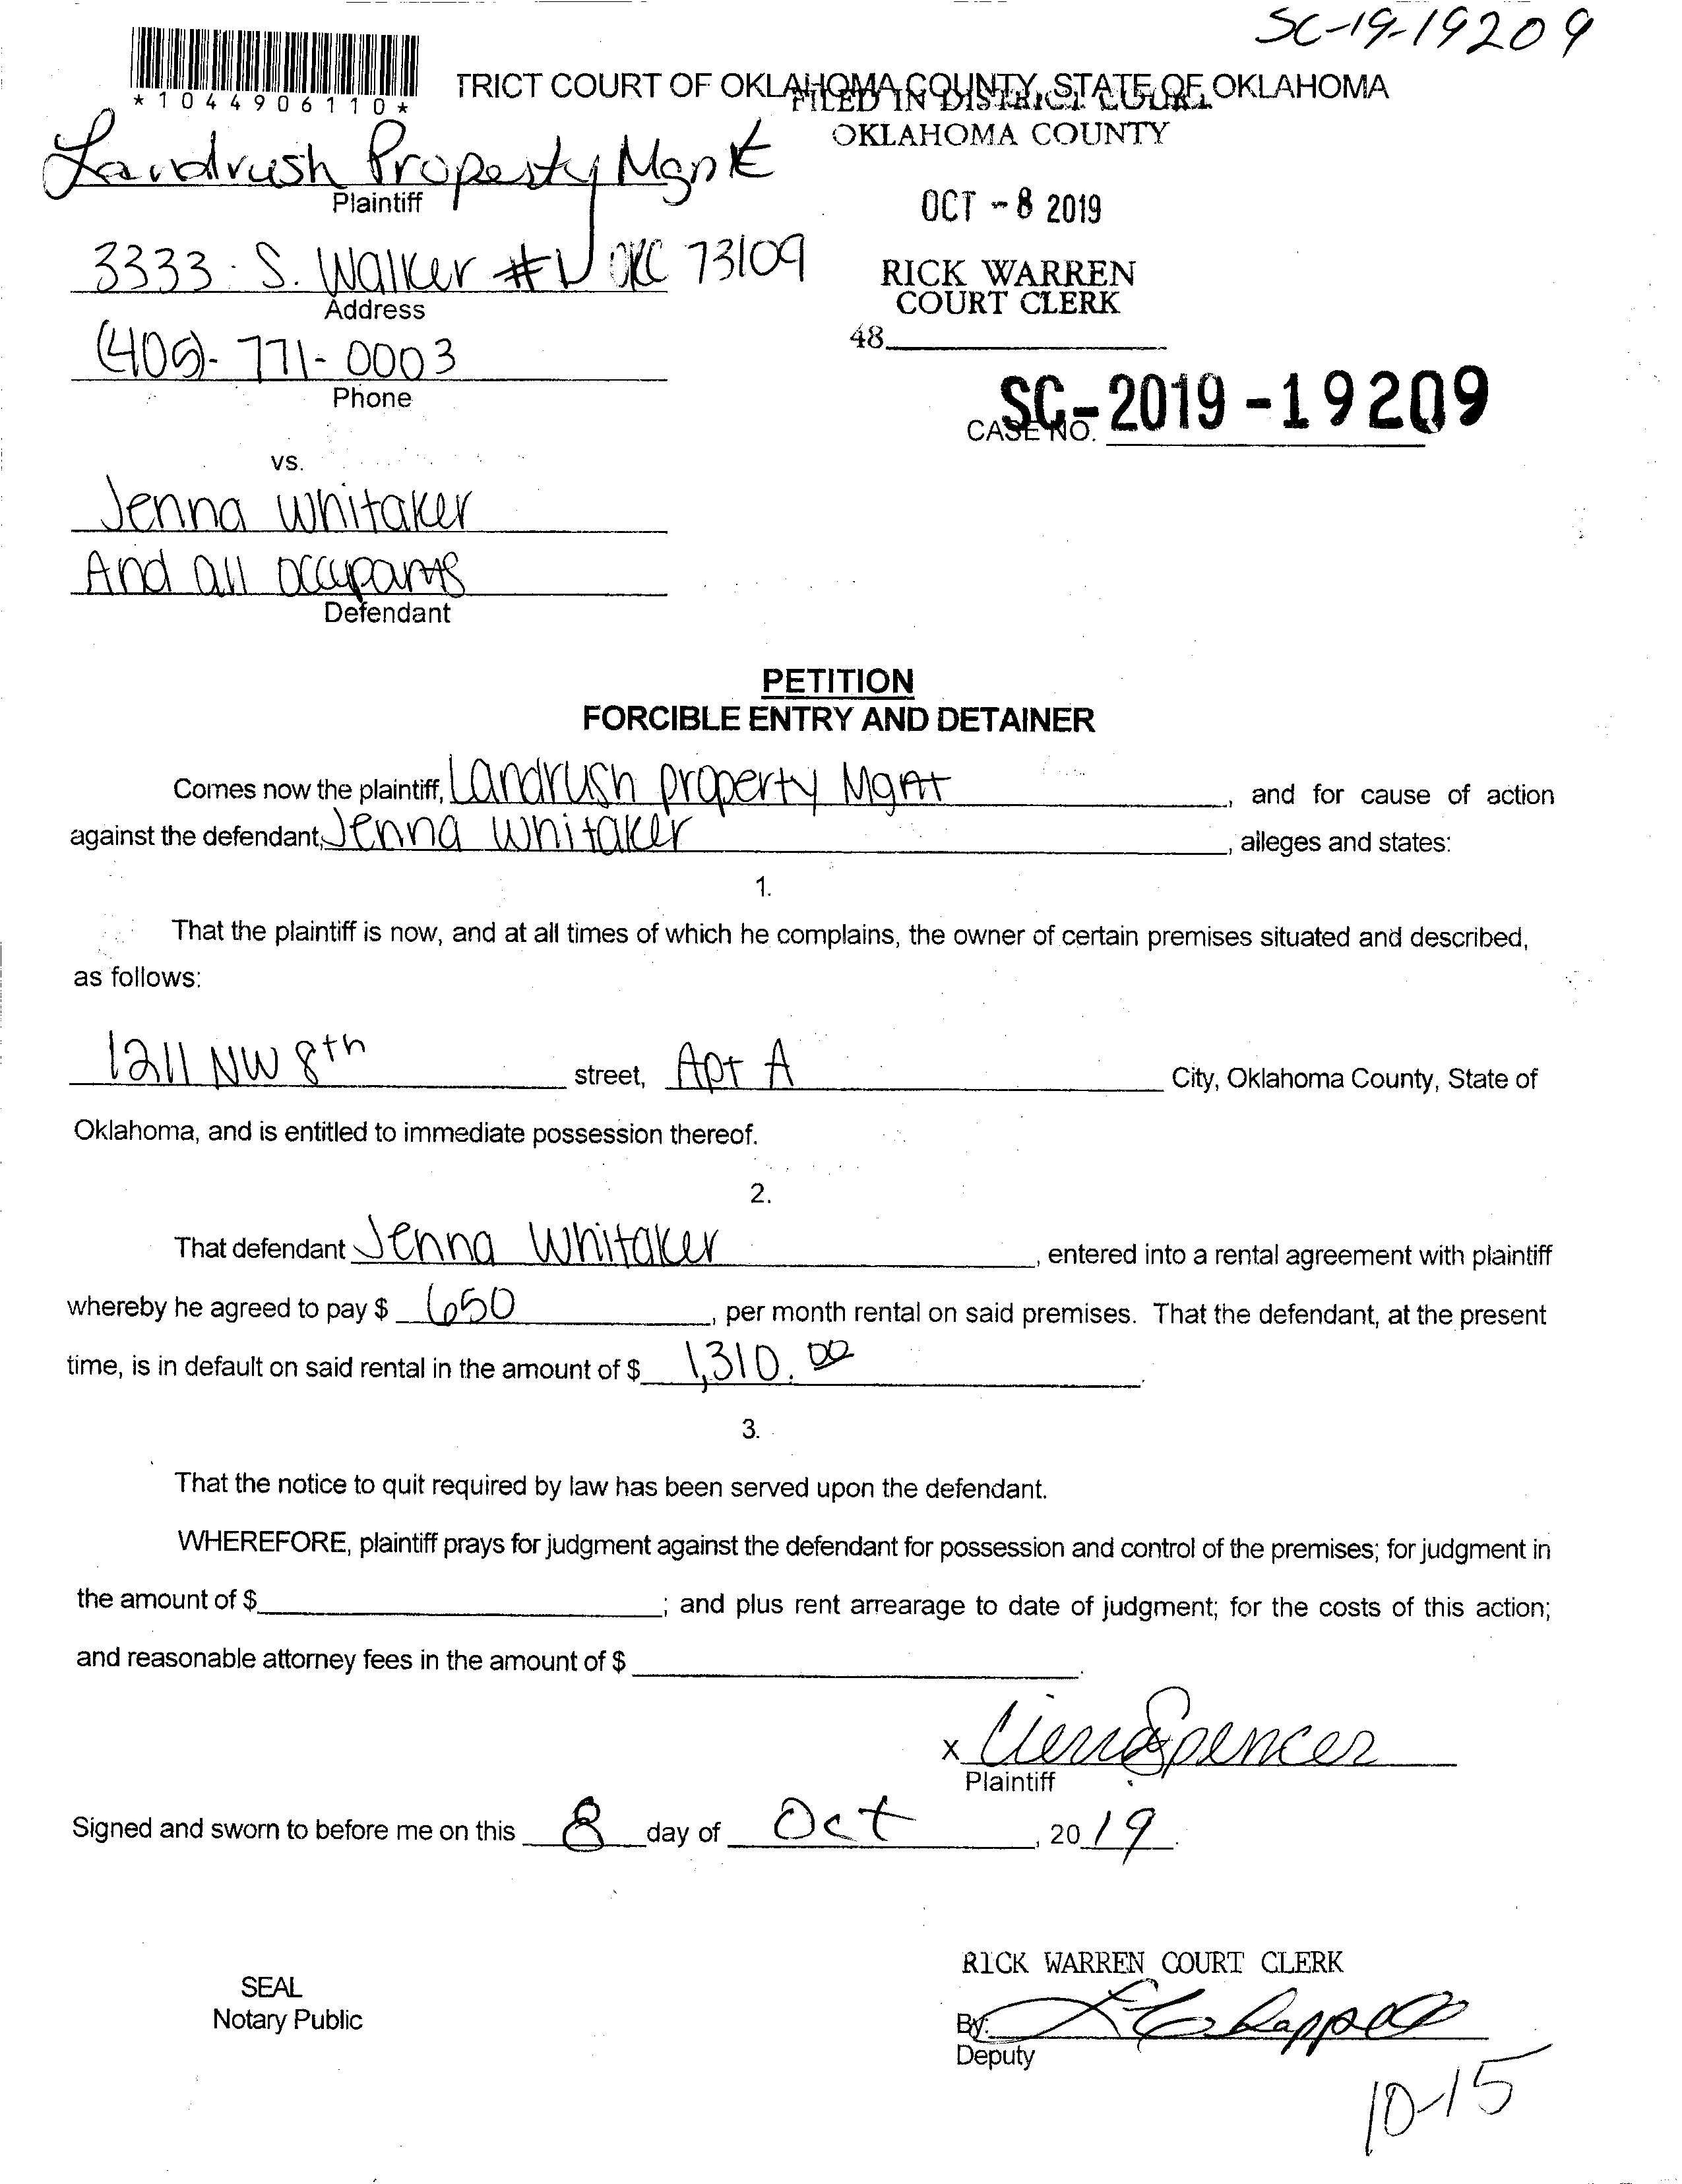 SC-19-19209
*1044906110*
TRICT COURT OF OKLAHOMA COUNTY, STATE OF OKLAHOMA
FILED IN DISTRICT COURT
OKLAHOMA COUNTY
Landrush Property Mgnt
Plaintiff
OCT - 8 2019
3333 S. Walker # OKC 73109
Address
RICK WARREN
COURT CLERK
48
(405)-771-0003
Phone
SC-2019-19209
CASE NO.
vs.
Jenna Whitaker
And all occupants
Defendant
PETITION
FORCIBLE ENTRY AND DETAINER
Comes now the plaintiff, Landrush property Mgnt, and for cause of action
against the defendant, Jenna Whitaker, alleges and states:
1.
That the plaintiff is now, and at all times of which he complains, the owner of certain premises situated and described,
as follows:
1211 NW 8th street, Apt A City, Oklahoma County, State of
Oklahoma, and is entitled to immediate possession thereof.
2.
That defendant Jenna Whitaker, entered into a rental agreement with plaintiff
whereby he agreed to pay $ 650, per month rental on said premises. That the defendant, at the present
time, is in default on said rental in the amount of $ 1,310.00.
3.
That the notice to quit required by law has been served upon the defendant.
WHEREFORE, plaintiff prays for judgment against the defendant for possession and control of the premises; for judgment in
the amount of $; and plus rent arrearage to date of judgment; for the costs of this action;
and reasonable attorney fees in the amount of $.
x Cierra Spencer
Plaintiff
Signed and sworn to before me on this 8 day of Oct, 2019.
RICK WARREN COURT CLERK
SEAL
Notary Public
By:
Deputy
10-15